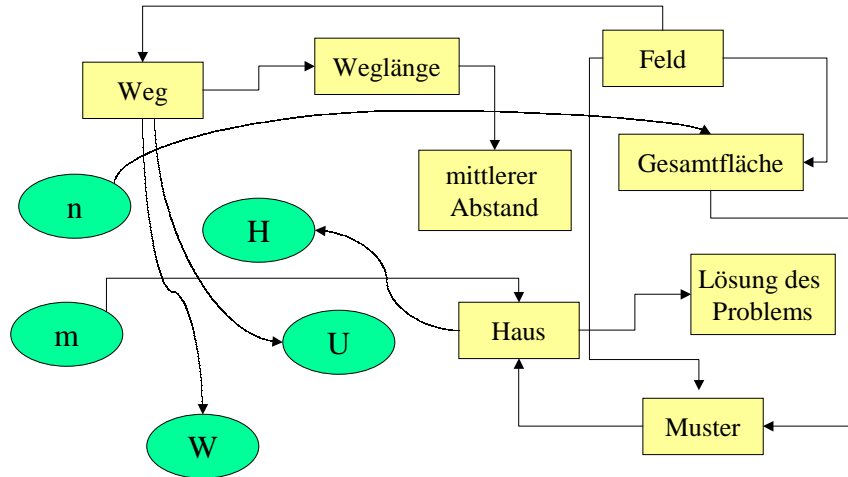 Feld
Weglänge
Weg
Gesamtfläche
mittlerer
Abstand
n
H
Lösung des
Problems
m
Haus
U
Muster
W